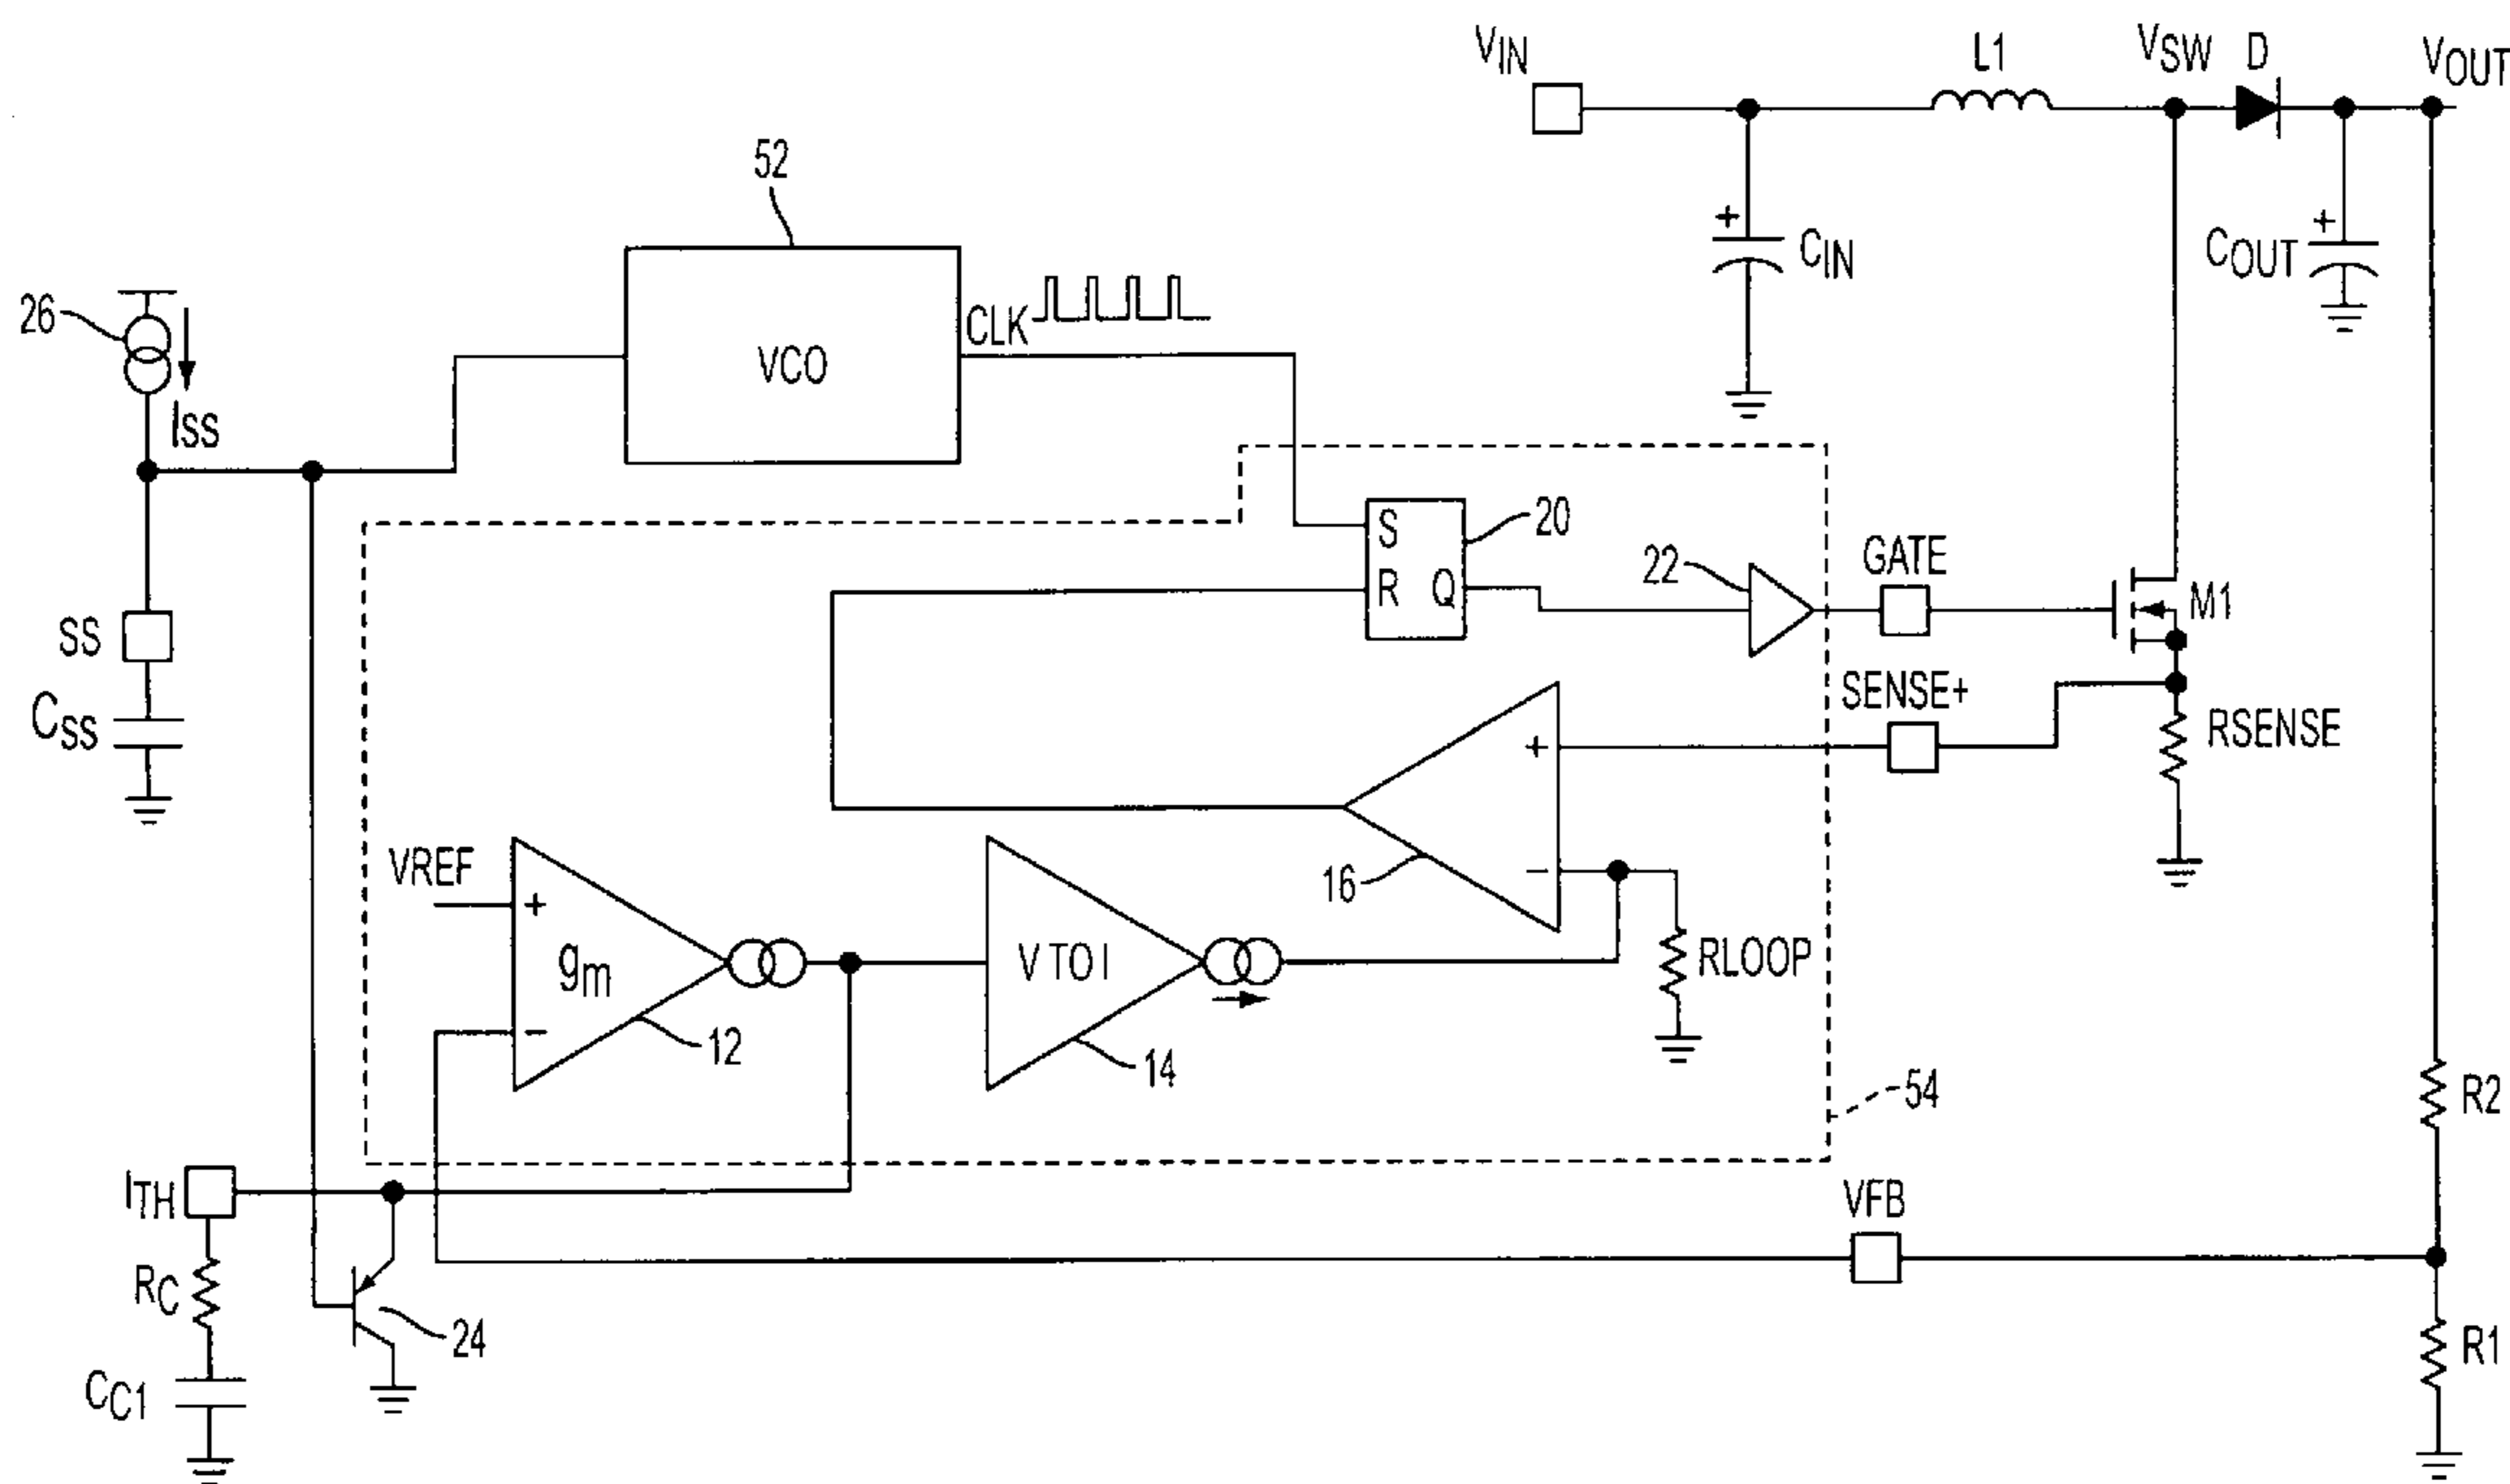 VIN
L1
VSW
D
VOUT
52
26
ISS
VCO
CLK
+
CIN
+
COUT
S
R
Q
20
22
GATE
M1
SS
CSS
SENSE+
RSENSE
+
-
16
VREF
+
gm
-
12
V TO I
14
RLOOP
54
R2
ITH
VFB
RC
24
CC1
R1